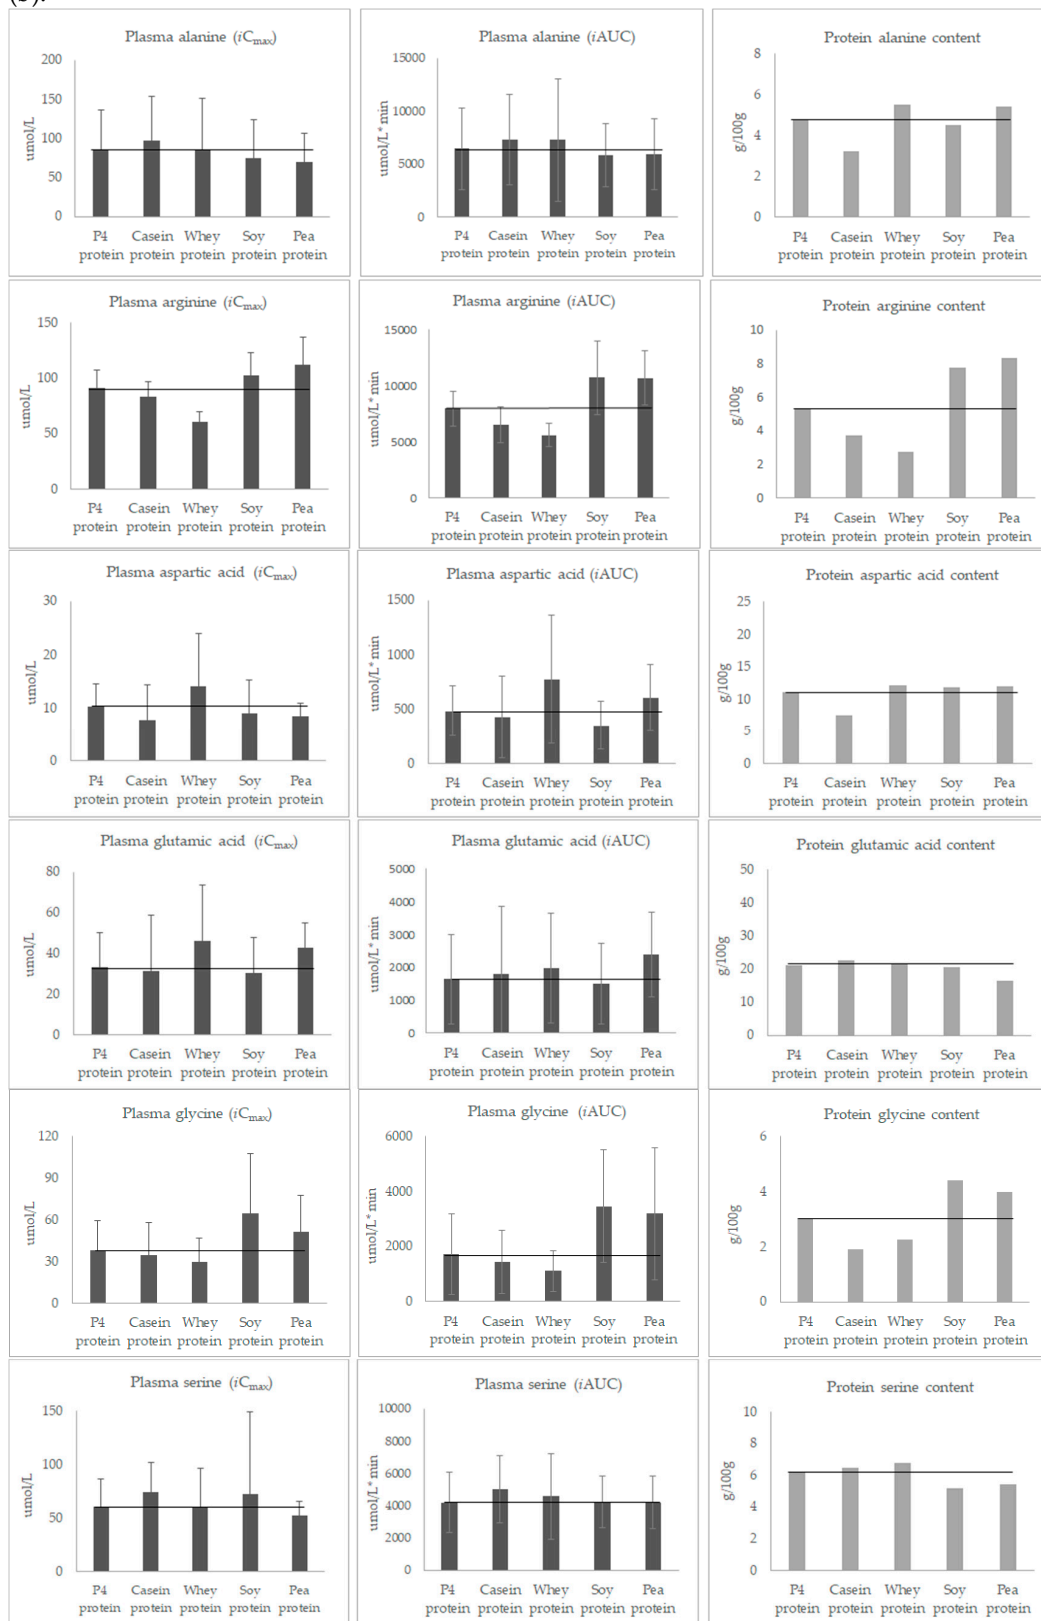 Plasma alanine (iCmax)
umol/L
200
150
100
50
0
P4 Casein Whey Soy Pea
protein protein protein protein protein
Plasma alanine (iAUC)
umol/L* min
15000
10000
5000
0
P4 Casein Whey Soy Pea
protein protein protein protein protein
Protein alanine content
g/100g
8
6
4
2
0
P4 Casein Whey Soy Pea
protein protein protein protein protein
Plasma arginine (iCmax)
umol/L
150
100
50
0
P4 Casein Whey Soy Pea
protein protein protein protein protein
Plasma arginine (iAUC)
umol/L* min
15000
10000
5000
0
P4 Casein Whey Soy Pea
protein protein protein protein protein
Protein arginine content
g/100g
10
8
6
4
2
0
P4 Casein Whey Soy Pea
protein protein protein protein protein
Plasma aspartic acid (iCmax)
umol/L
30
20
10
0
P4 Casein Whey Soy Pea
protein protein protein protein protein
Plasma aspartic acid (iAUC)
umol/L* min
1500
1000
500
0
P4 Casein Whey Soy Pea
protein protein protein protein protein
Protein aspartic acid content
g/100g
25
20
15
10
5
0
P4 Casein Whey Soy Pea
protein protein protein protein protein
Plasma glutamic acid (iCmax)
umol/L
80
60
40
20
0
P4 Casein Whey Soy Pea
protein protein protein protein protein
Plasma glutamic acid (iAUC)
umol/L* min
5000
4000
3000
2000
1000
0
P4 Casein Whey Soy Pea
protein protein protein protein protein
Protein glutamic acid content
g/100g
50
40
30
20
10
0
P4 Casein Whey Soy Pea
protein protein protein protein protein
Plasma glycine (iCmax)
umol/L
120
90
60
30
0
P4 Casein Whey Soy Pea
protein protein protein protein protein
Plasma glycine (iAUC)
umol/L* min
6000
4000
2000
0
P4 Casein Whey Soy Pea
protein protein protein protein protein
Protein glycine content
g/100g
6
4
2
0
P4 Casein Whey Soy Pea
protein protein protein protein protein
Plasma serine (iCmax)
umol/L
150
100
50
0
P4 Casein Whey Soy Pea
protein protein protein protein protein
Plasma serine (iAUC)
umol/L* min
10000
8000
6000
4000
2000
0
P4 Casein Whey Soy Pea
protein protein protein protein protein
Protein serine content
g/100g
10
8
6
4
2
0
P4 Casein Whey Soy Pea
protein protein protein protein protein